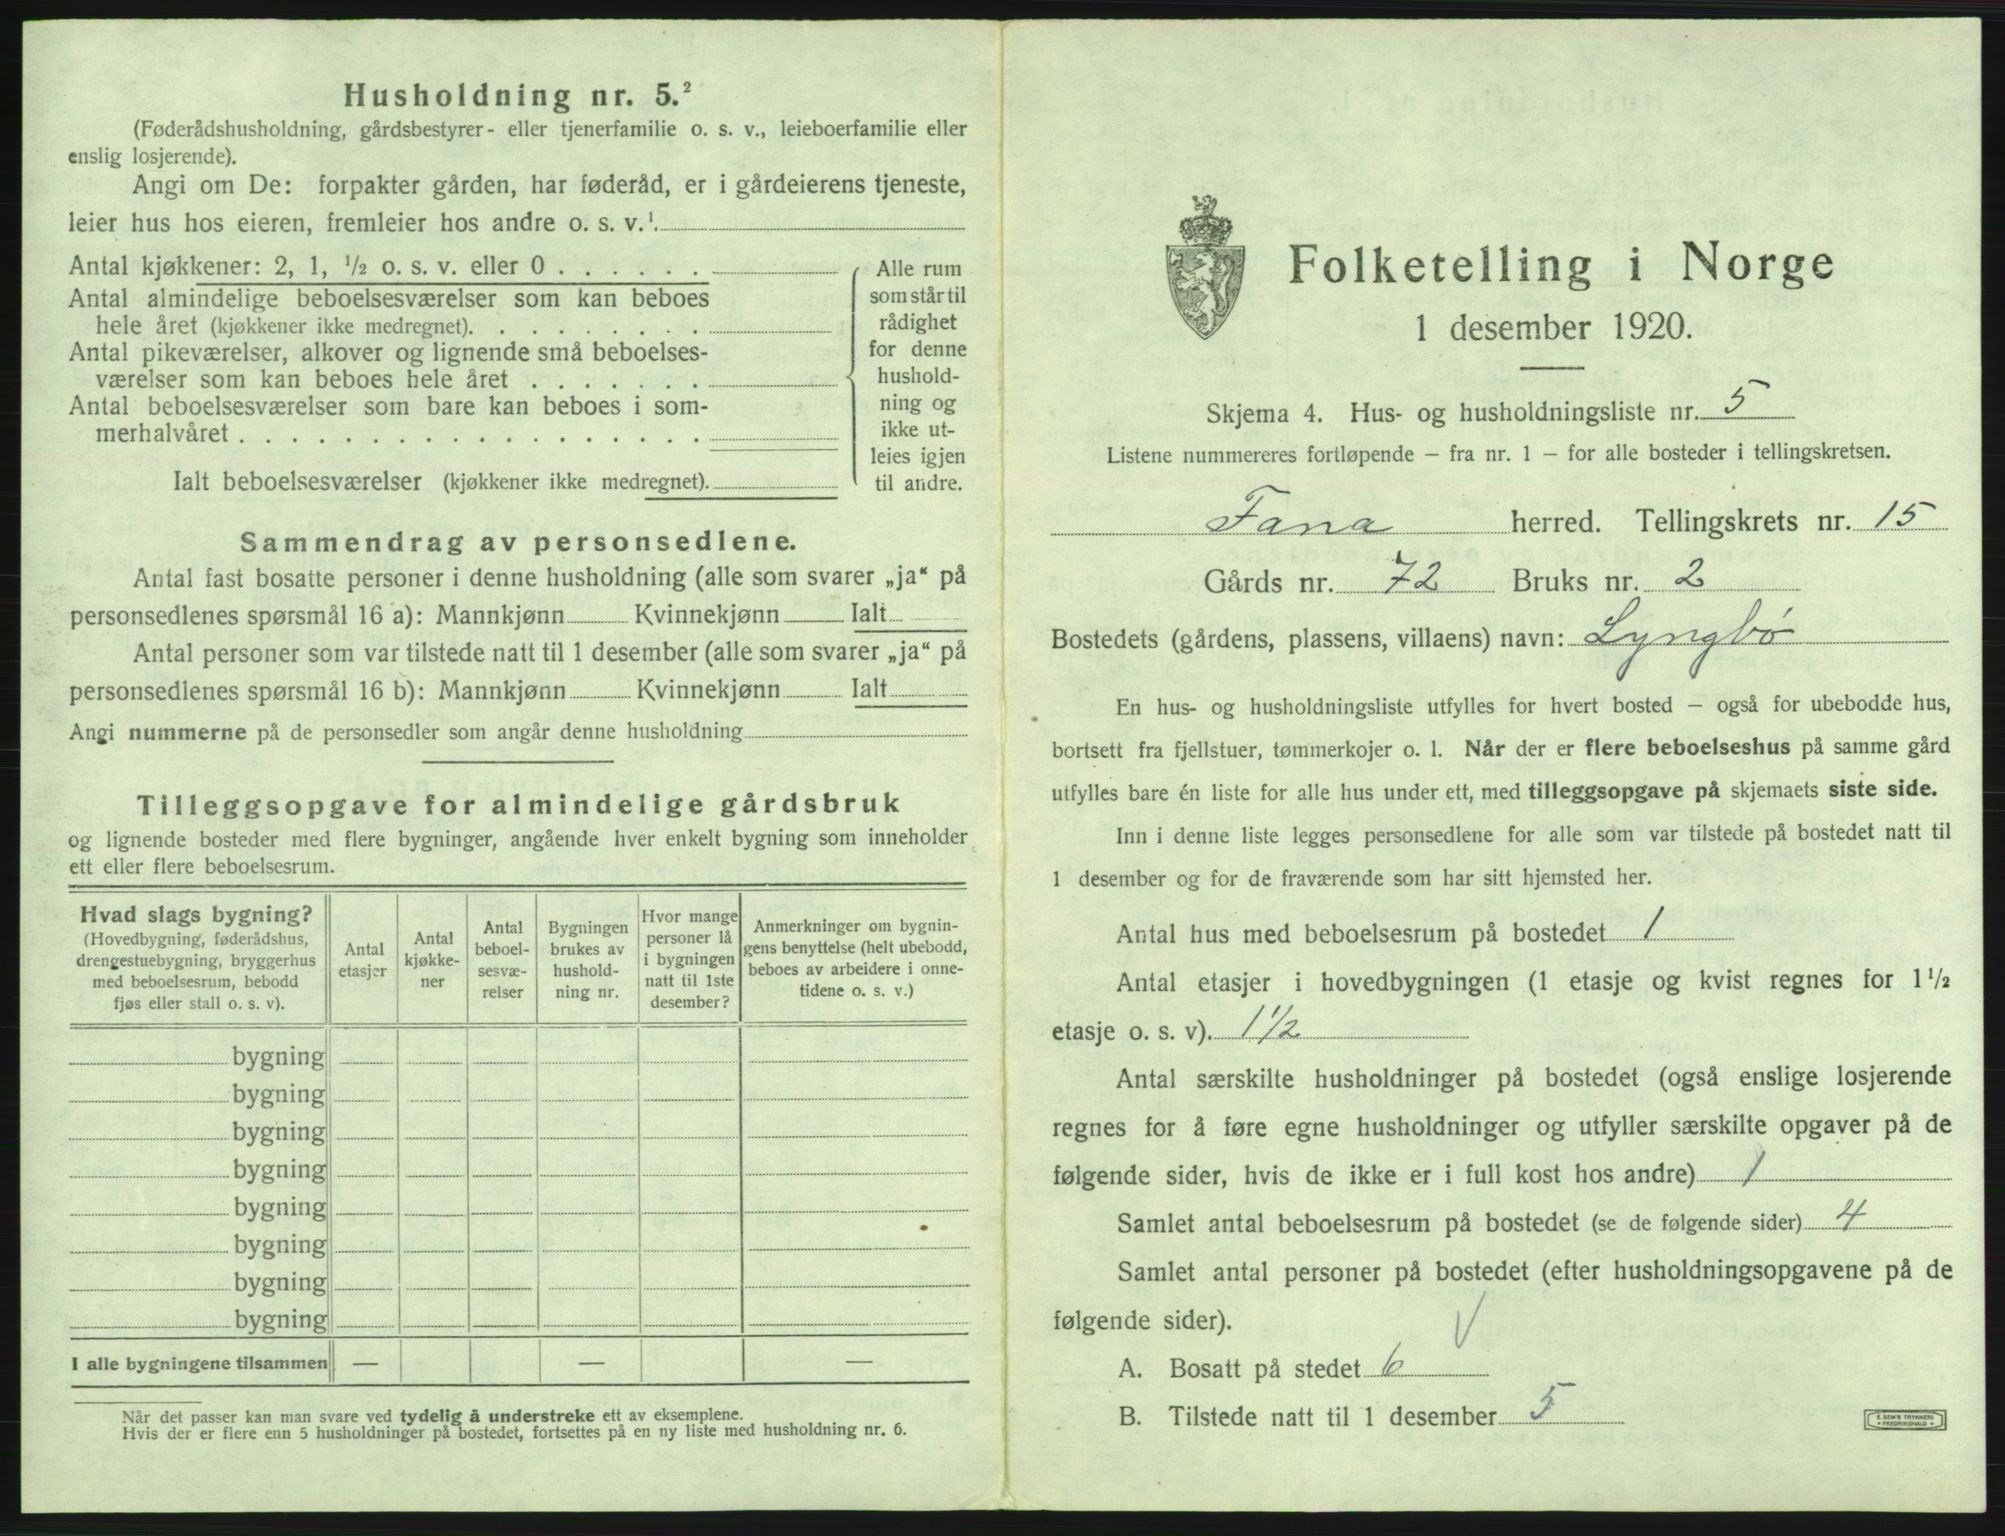 Husholdning nr. 5.²
(Føderådshusholdning, gårdsbestyrer- eller tjenerfamilie o. s. v., leieboerfamilie eller
enslig losjerende).
Angi om De: forpakter gården, har føderåd, er i gårdeierens tjeneste,
leier hus hos eieren, fremleier hos andre o. s. v.¹.
Antal kjøkkener: 2, 1, ½ o. s. v. eller 0 . . . . . .
Antal almindelige beboelsesværelser som kan beboes
hele året (kjøkkener ikke medregnet). . . . . . . . .
Antal pikeværelser, alkover og lignende små beboelses-
værelser som kan beboes hele året . . . . . . .
Antal beboelsesværelser som bare kan beboes i som-
merhalvåret . . . . . . . . . . . . . . . . . .
Alle rum
som står til
rådighet
for denne
hushold-
ning og
ikke ut-
leies igjen
til andre.
Ialt beboelsesværelser (kjøkkener ikke medregnet).
Sammendrag av personsedlene.
Antal fast bosatte personer i denne husholdning (alle som svarer „ja“ på
personsedlenes spørsmål 16 a): Mannkjønn Kvinnekjønn Ialt
Antal personer som var tilstede natt til 1 desember (alle som svarer „ja“ på
personsedlenes spørsmål 16 b): Mannkjønn Kvinnekjønn Ialt
Angi nummerne på de personsedler som angår denne husholdning
Tilleggsopgave for almindelige gårdsbruk
og lignende bosteder med flere bygninger, angående hver enkelt bygning som inneholder
ett eller flere beboelsesrum.
Hvad slags bygning?
(Hovedbygning, føderådshus,
drengestuebygning, bryggerhus
med beboelsesrum, bebodd
fjøs eller stall o. s. v).
Antal
etasjer
Antal
kjøkke-
ner
Antal
beboel-
sesvæ-
relser
Bygningen
brukes av
hushold-
ning nr.
Hvor mange
personer lå
i bygningen
natt til 1ste
desember?
Anmerkninger om bygnin-
gens benyttelse (helt ubebodd,
beboes av arbeidere i onne-
tidene o. s. v.)
bygning
bygning
bygning
bygning
bygning
bygning
bygning
bygning
I alle bygningene tilsammen — — —
Når det passer kan man svare ved tydelig å understreke ett av eksemplene.
Hvis der er flere enn 5 husholdninger på bostedet, fortsettes på en ny liste med husholdning nr. 6.
Folketelling i Norge
1 desember 1920.
Skjema 4. Hus- og husholdningsliste nr. 5
Listene nummereres fortløpende – fra nr. 1 – for alle bosteder i tellingskretsen.
Fana herred. Tellingskrets nr. 15
Gårds nr. 72 Bruks nr. 2
Bostedets (gårdens, plassens, villaens) navn: Lyngbø
En hus- og husholdningsliste utfylles for hvert bosted – også for ubebodde hus,
bortsett fra fjellstuer, tømmerkojer o. l. Når der er flere beboelseshus på samme gård
utfylles bare én liste for alle hus under ett, med tilleggsopgave på skjemaets siste side.
Inn i denne liste legges personsedlene for alle som var tilstede på bostedet natt til
1 desember og for de fraværende som har sitt hjemsted her.
Antal hus med beboelsesrum på bostedet 1
Antal etasjer i hovedbygningen (1 etasje og kvist regnes for 1½
etasje o. s. v). 1½
Antal særskilte husholdninger på bostedet (også enslige losjerende
regnes for å føre egne husholdninger og utfyller særskilte opgaver på de
følgende sider, hvis de ikke er i full kost hos andre) 1
Samlet antal beboelsesrum på bostedet (se de følgende sider) 4
Samlet antal personer på bostedet (efter husholdningsopgavene på de
følgende sider).
A. Bosatt på stedet 6
B. Tilstede natt til 1 desember 5
E. SEM'S TRYKKERI
FREDRIKSHALD